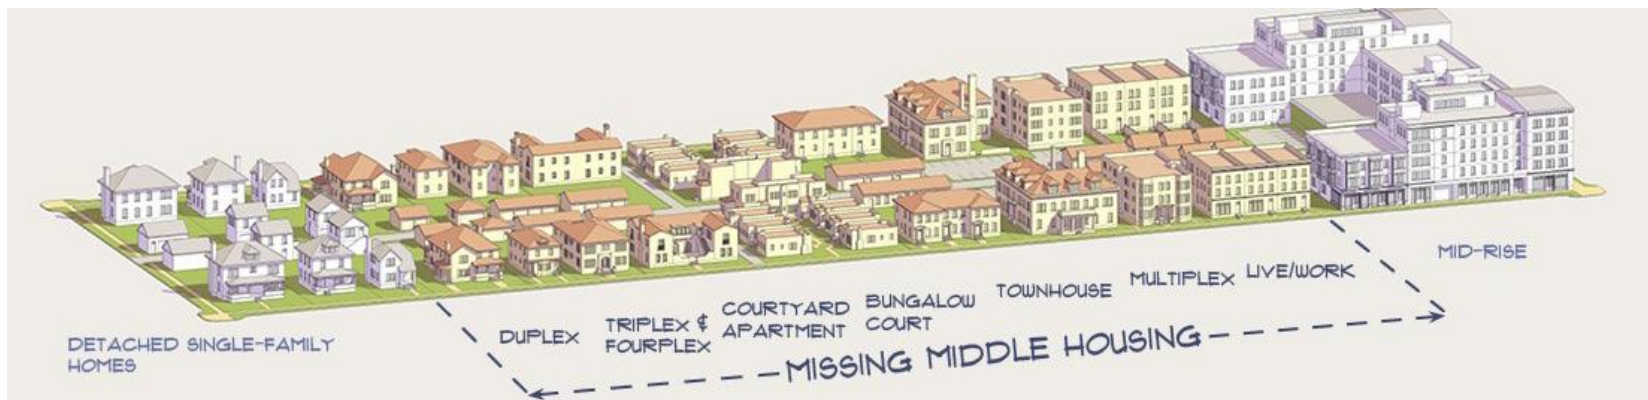 DETACHED SINGLE-FAMILY
HOMES
DUPLEX
TRIPLEX &
FOURPLEX
COURTYARD
APARTMENT
BUNGALOW
COURT
TOWNHOUSE
MULTIPLEX
LIVE/WORK
MID-RISE
MISSING MIDDLE HOUSING